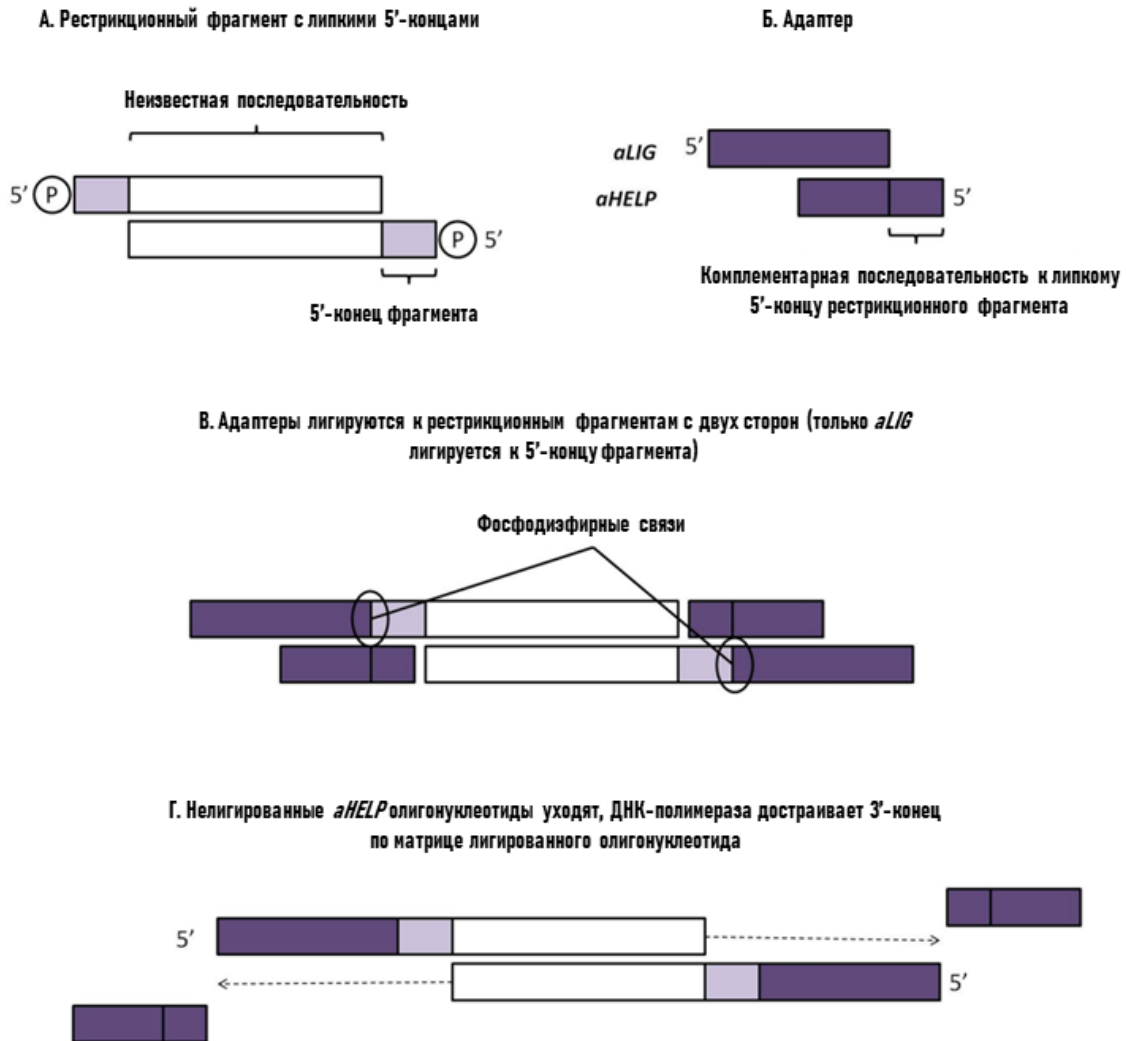 А. Рестрикционный фрагмент с липкими 5'-концами
Б. Адаптер
Неизвестная последовательность
5' P
P 5'
5'-конец фрагмента
aLIG 5'
aHELP 5'
Комплементарная последовательность к липкому
5'-концу рестрикционного фрагмента
В. Адаптеры лигируются к рестрикционным фрагментам с двух сторон (только aLIG
лигируется к 5'-концу фрагмента)
Фосфодиэфирные связи
Г. Нелигированные aHELP олигонуклеотиды уходят, ДНК-полимераза достраивает 3'-конец
по матрице лигированного олигонуклеотида
5'
5'